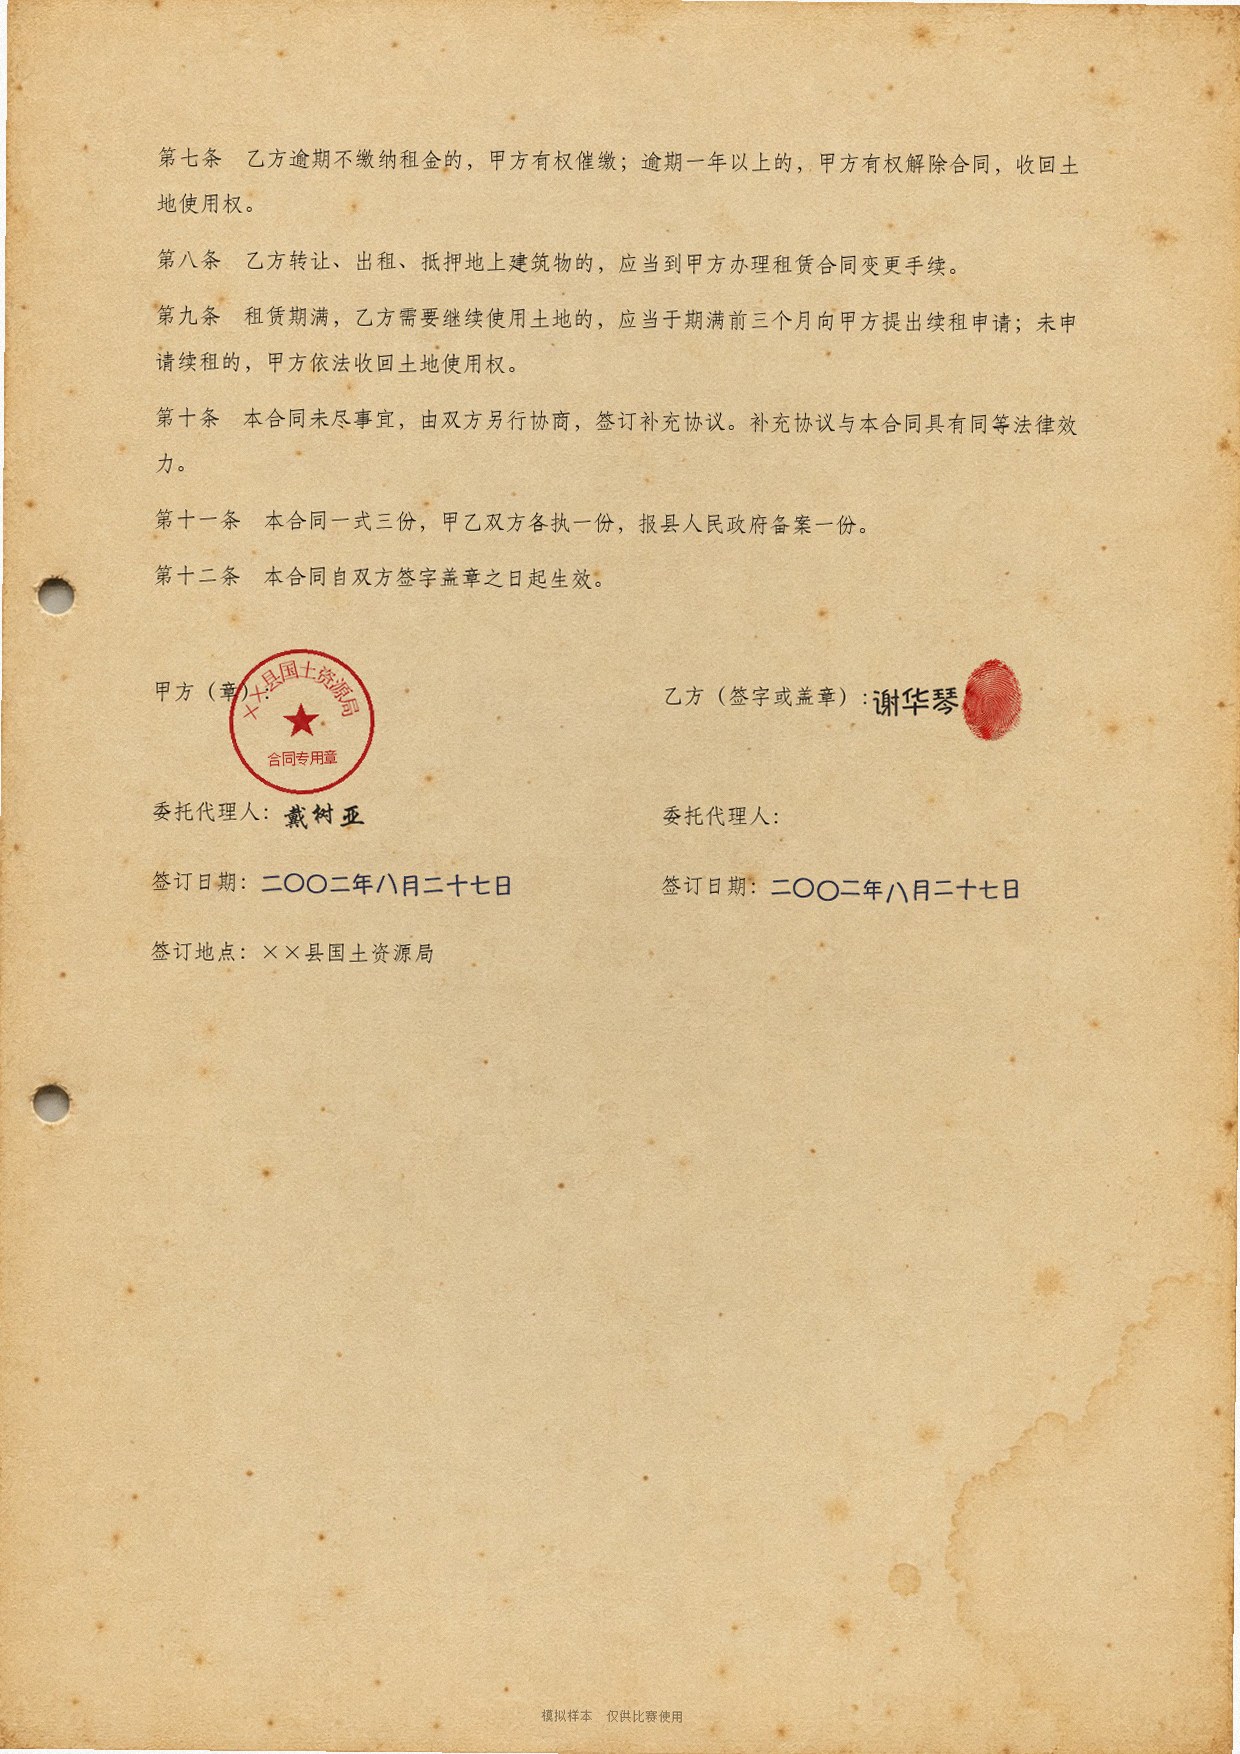 第七条　乙方逾期不缴纳租金的，甲方有权催缴；逾期一年以上的，甲方有权解除合同，收回土
地使用权。
第八条　乙方转让、出租、抵押地上建筑物的，应当到甲方办理租赁合同变更手续。
第九条　租赁期满，乙方需要继续使用土地的，应当于期满前三个月向甲方提出续租申请；未申
请续租的，甲方依法收回土地使用权。
第十条　本合同未尽事宜，由双方另行协商，签订补充协议。补充协议与本合同具有同等法律效
力。
第十一条　本合同一式三份，甲乙双方各执一份，报县人民政府备案一份。
第十二条　本合同自双方签字盖章之日起生效。
甲方（章）：
××县国土资源局
合同专用章
乙方（签字或盖章）：谢华琴
委托代理人：戴树亚
委托代理人：
签订日期：二〇〇二年八月二十七日
签订日期：二〇〇二年八月二十七日
签订地点：××县国土资源局
模拟样本　仅供比赛使用